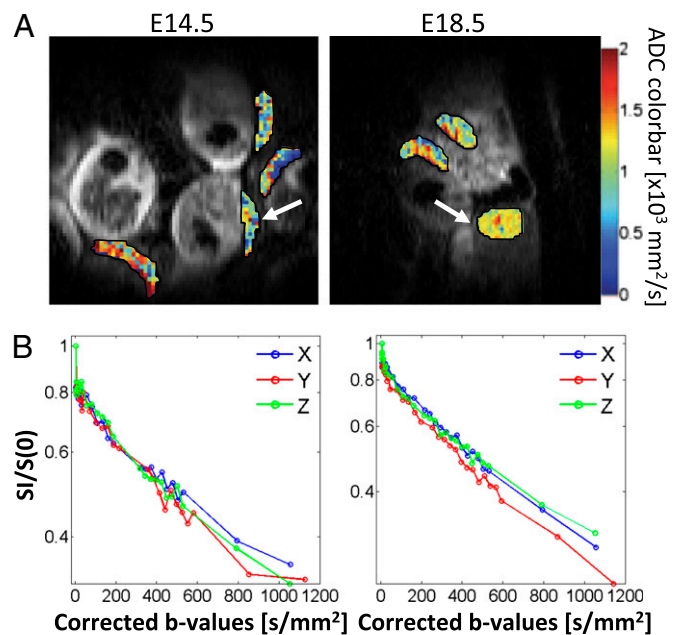 A
E14.5
E18.5
2
1.5
1
0.5
0
ADC colorbar [x10³ mm²/s]
B
1
0.8
0.6
0.4
X
Y
Z
0 200 400 600 800 1000 1200
SI/S(0)
Corrected b-values [s/mm²]
1
0.8
0.6
0.4
X
Y
Z
0 200 400 600 800 1000 1200
Corrected b-values [s/mm²]